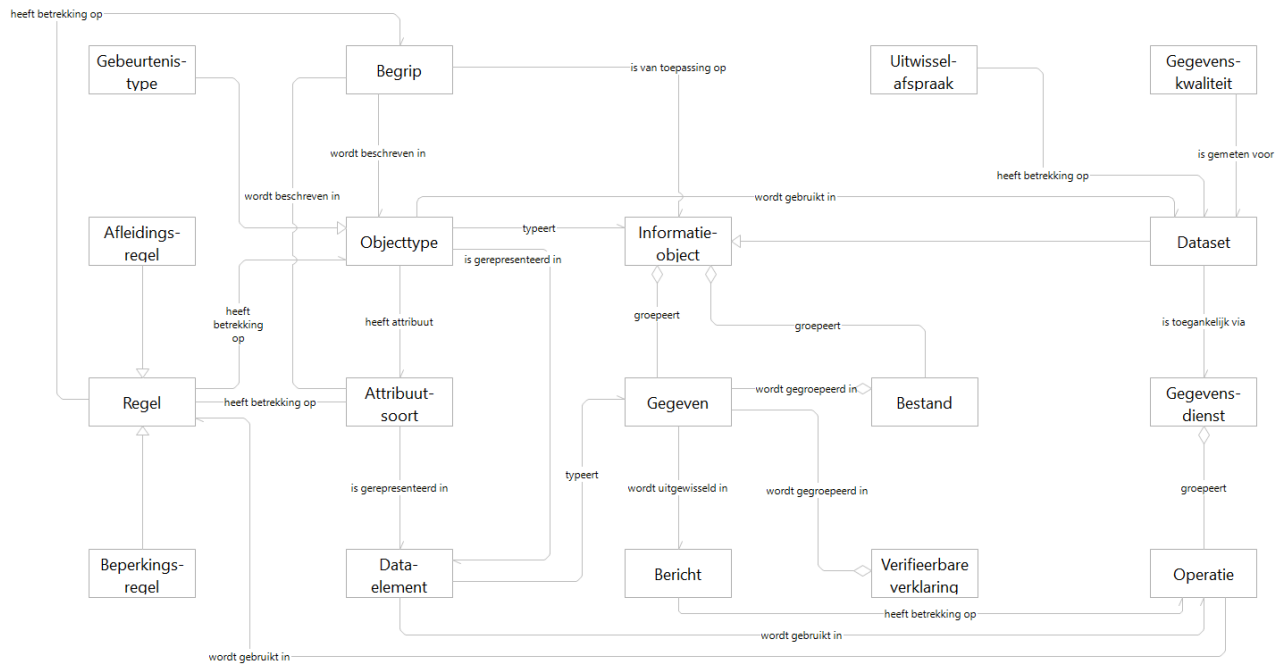 heeft betrekking op
Gebeurtenis-
type
Begrip
is van toepassing op
Uitwissel-
afspraak
Gegevens-
kwaliteit
wordt beschreven in
is gemeten voor
heeft betrekking op
wordt beschreven in
wordt gebruikt in
Afleidings-
regel
Objecttype
typeert
Informatie-
object
Dataset
is gerepresenteerd in
heeft
betrekking
op
heeft attribuut
groepeert
groepeert
is toegankelijk via
Regel
heeft betrekking op
Attribuut-
soort
Gegeven
wordt gegroepeerd in
Bestand
Gegevens-
dienst
typeert
is gerepresenteerd in
wordt uitgewisseld in
wordt gegroepeerd in
groepeert
Beperkings-
regel
Data-
element
Bericht
Verifieerbare
verklaring
Operatie
heeft betrekking op
wordt gebruikt in
wordt gebruikt in